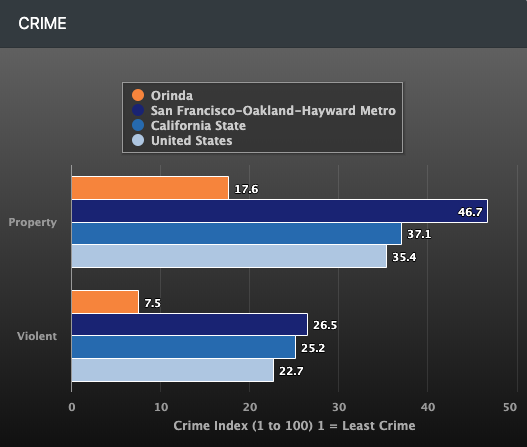 CRIME
Orinda
San Francisco-Oakland-Hayward Metro
California State
United States
Property
17.6
46.7
37.1
35.4
Violent
7.5
26.5
25.2
22.7
0 10 20 30 40 50
Crime Index (1 to 100) 1 = Least Crime